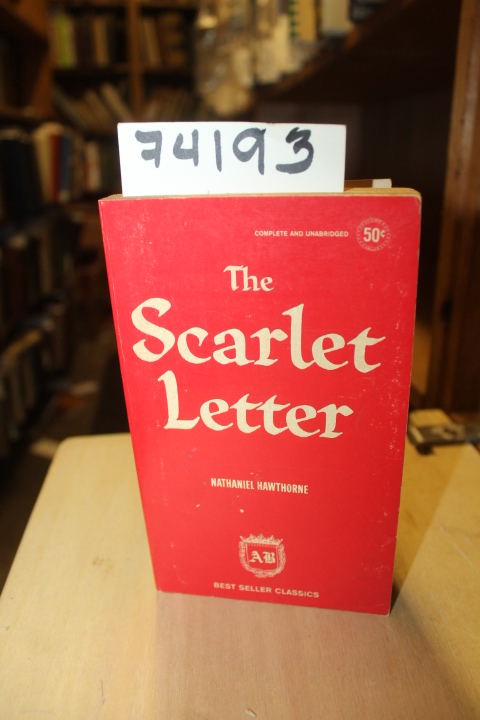 74193
COMPLETE AND UNABRIDGED
50¢
The
Scarlet
Letter
NATHANIEL HAWTHORNE
AB
BEST SELLER CLASSICS